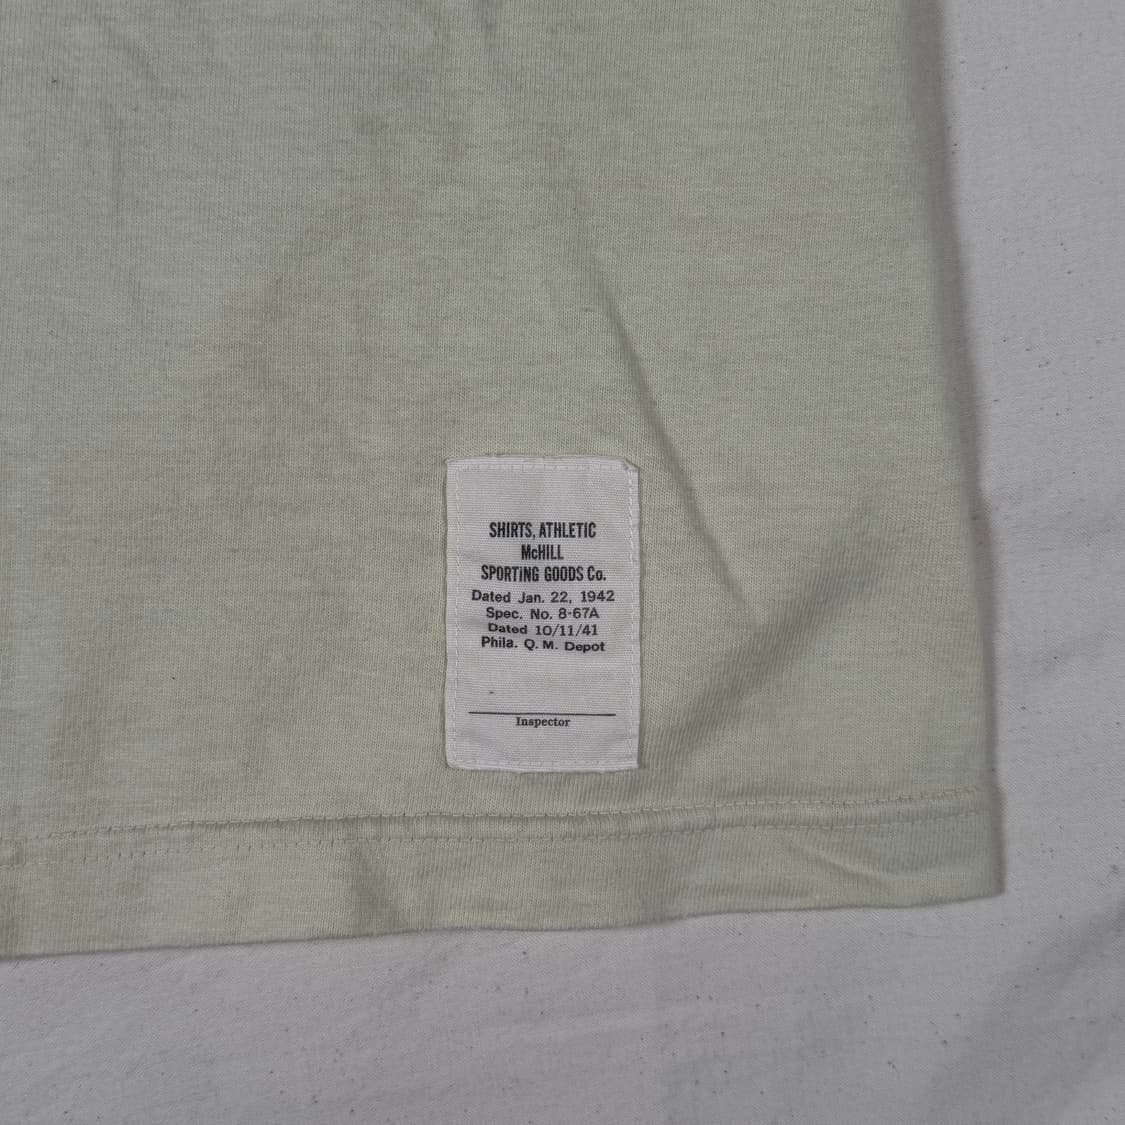 SHIRTS, ATHLETIC
McHILL
SPORTING GOODS Co.
Dated Jan. 22, 1942
Spec. No. 8-67A
Dated 10/11/41
Phila. Q. M. Depot
Inspector